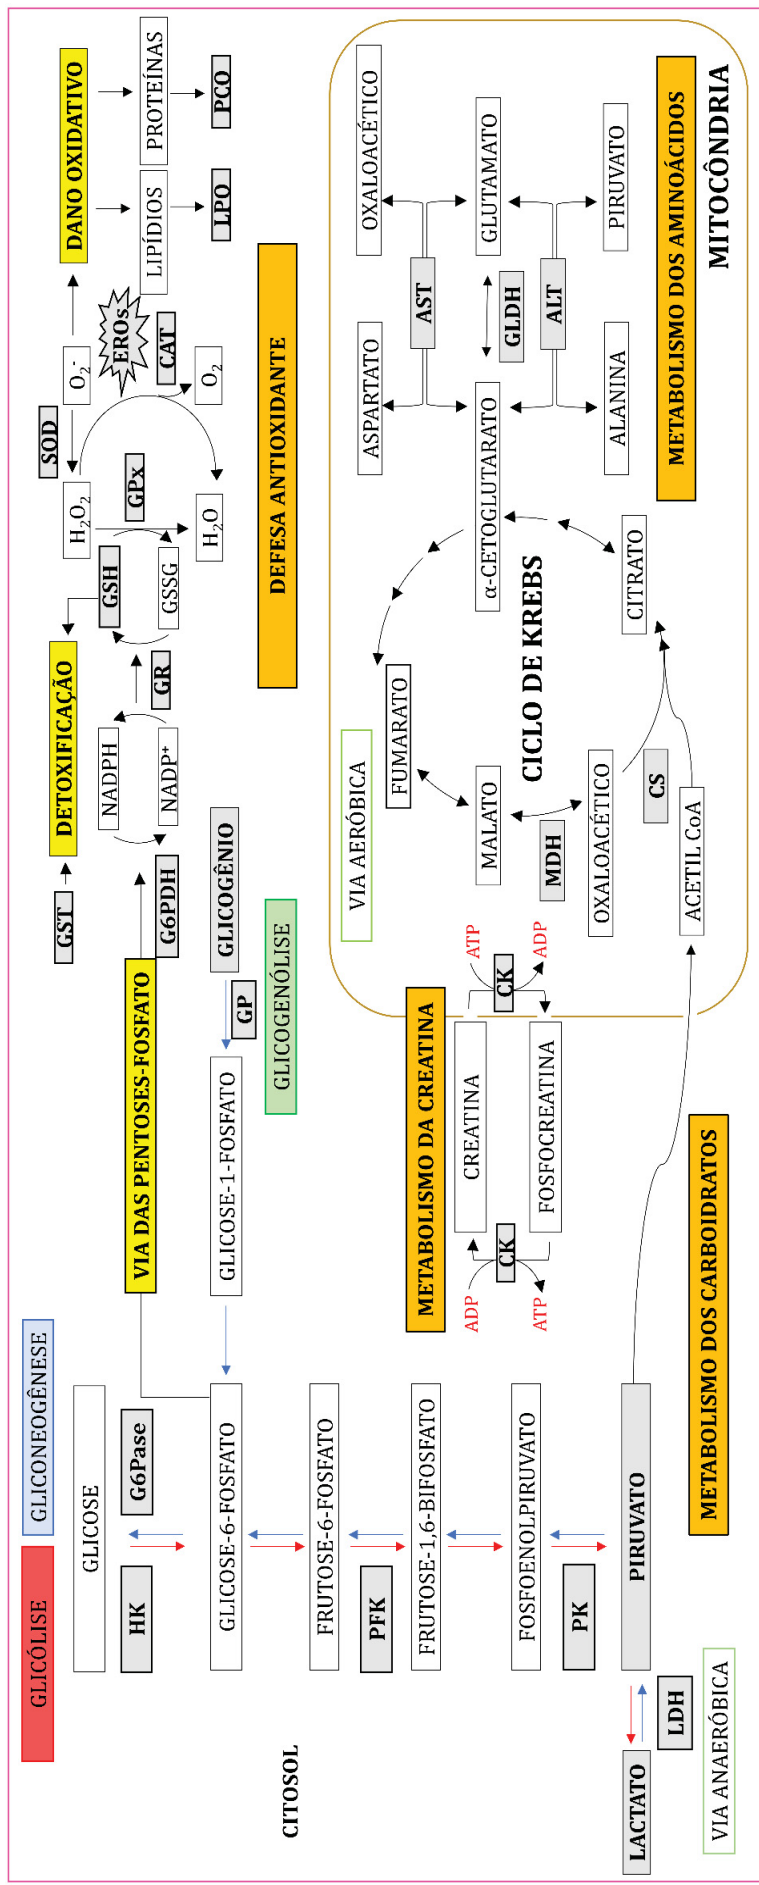 GLICÓLISE
GLICONEOGÊNESE
GLICOSE
HK
G6Pase
GLICOSE-6-FOSFATO
FRUTOSE-6-FOSFATO
PFK
FRUTOSE-1,6-BIFOSFATO
FOSFOENOLPIRUVATO
PK
PIRUVATO
LACTATO
LDH
VIA ANAERÓBICA
CITOSOL
METABOLISMO DOS CARBOIDRATOS
VIA DAS PENTOSES-FOSFATO
G6PDH
GLICOSE-1-FOSFATO
GP
GLICOGÊNIO
GLICOGENÓLISE
GST
DETOXIFICAÇÃO
NADPH
NADP⁺
GR
GSH
GSSG
GPx
H₂O₂
SOD
O₂⁻
H₂O
CAT
O₂
EROs
DANO OXIDATIVO
LIPÍDIOS
PROTEÍNAS
LPO
PCO
DEFESA ANTIOXIDANTE
METABOLISMO DA CREATINA
ADP
ATP
CK
CREATINA
FOSFOCREATINA
ATP
ADP
CK
VIA AERÓBICA
FUMARATO
MALATO
MDH
OXALOACÉTICO
CS
ACETIL CoA
CITRATO
CICLO DE KREBS
α-CETOGLUTARATO
ASPARTATO
AST
OXALOACÉTICO
GLUTAMATO
GLDH
ALT
ALANINA
PIRUVATO
METABOLISMO DOS AMINOÁCIDOS
MITOCÔNDRIA